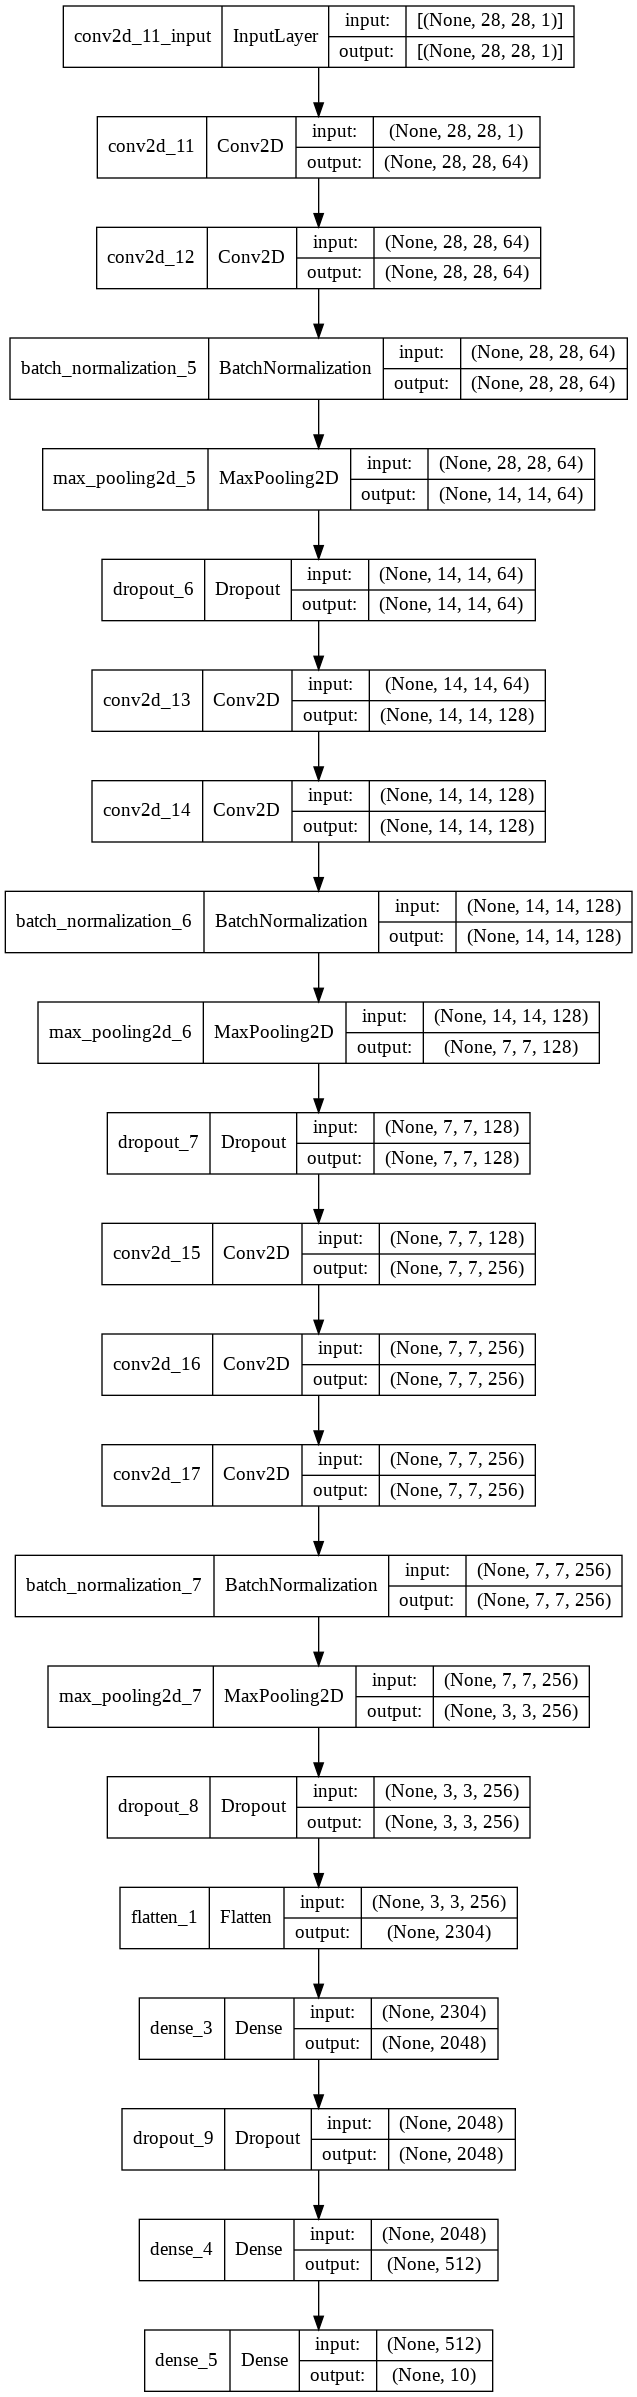 conv2d_11_input InputLayer input: [(None, 28, 28, 1)]
output: [(None, 28, 28, 1)]
conv2d_11 Conv2D input: (None, 28, 28, 1)
output: (None, 28, 28, 64)
conv2d_12 Conv2D input: (None, 28, 28, 64)
output: (None, 28, 28, 64)
batch_normalization_5 BatchNormalization input: (None, 28, 28, 64)
output: (None, 28, 28, 64)
max_pooling2d_5 MaxPooling2D input: (None, 28, 28, 64)
output: (None, 14, 14, 64)
dropout_6 Dropout input: (None, 14, 14, 64)
output: (None, 14, 14, 64)
conv2d_13 Conv2D input: (None, 14, 14, 64)
output: (None, 14, 14, 128)
conv2d_14 Conv2D input: (None, 14, 14, 128)
output: (None, 14, 14, 128)
batch_normalization_6 BatchNormalization input: (None, 14, 14, 128)
output: (None, 14, 14, 128)
max_pooling2d_6 MaxPooling2D input: (None, 14, 14, 128)
output: (None, 7, 7, 128)
dropout_7 Dropout input: (None, 7, 7, 128)
output: (None, 7, 7, 128)
conv2d_15 Conv2D input: (None, 7, 7, 128)
output: (None, 7, 7, 256)
conv2d_16 Conv2D input: (None, 7, 7, 256)
output: (None, 7, 7, 256)
conv2d_17 Conv2D input: (None, 7, 7, 256)
output: (None, 7, 7, 256)
batch_normalization_7 BatchNormalization input: (None, 7, 7, 256)
output: (None, 7, 7, 256)
max_pooling2d_7 MaxPooling2D input: (None, 7, 7, 256)
output: (None, 3, 3, 256)
dropout_8 Dropout input: (None, 3, 3, 256)
output: (None, 3, 3, 256)
flatten_1 Flatten input: (None, 3, 3, 256)
output: (None, 2304)
dense_3 Dense input: (None, 2304)
output: (None, 2048)
dropout_9 Dropout input: (None, 2048)
output: (None, 2048)
dense_4 Dense input: (None, 2048)
output: (None, 512)
dense_5 Dense input: (None, 512)
output: (None, 10)